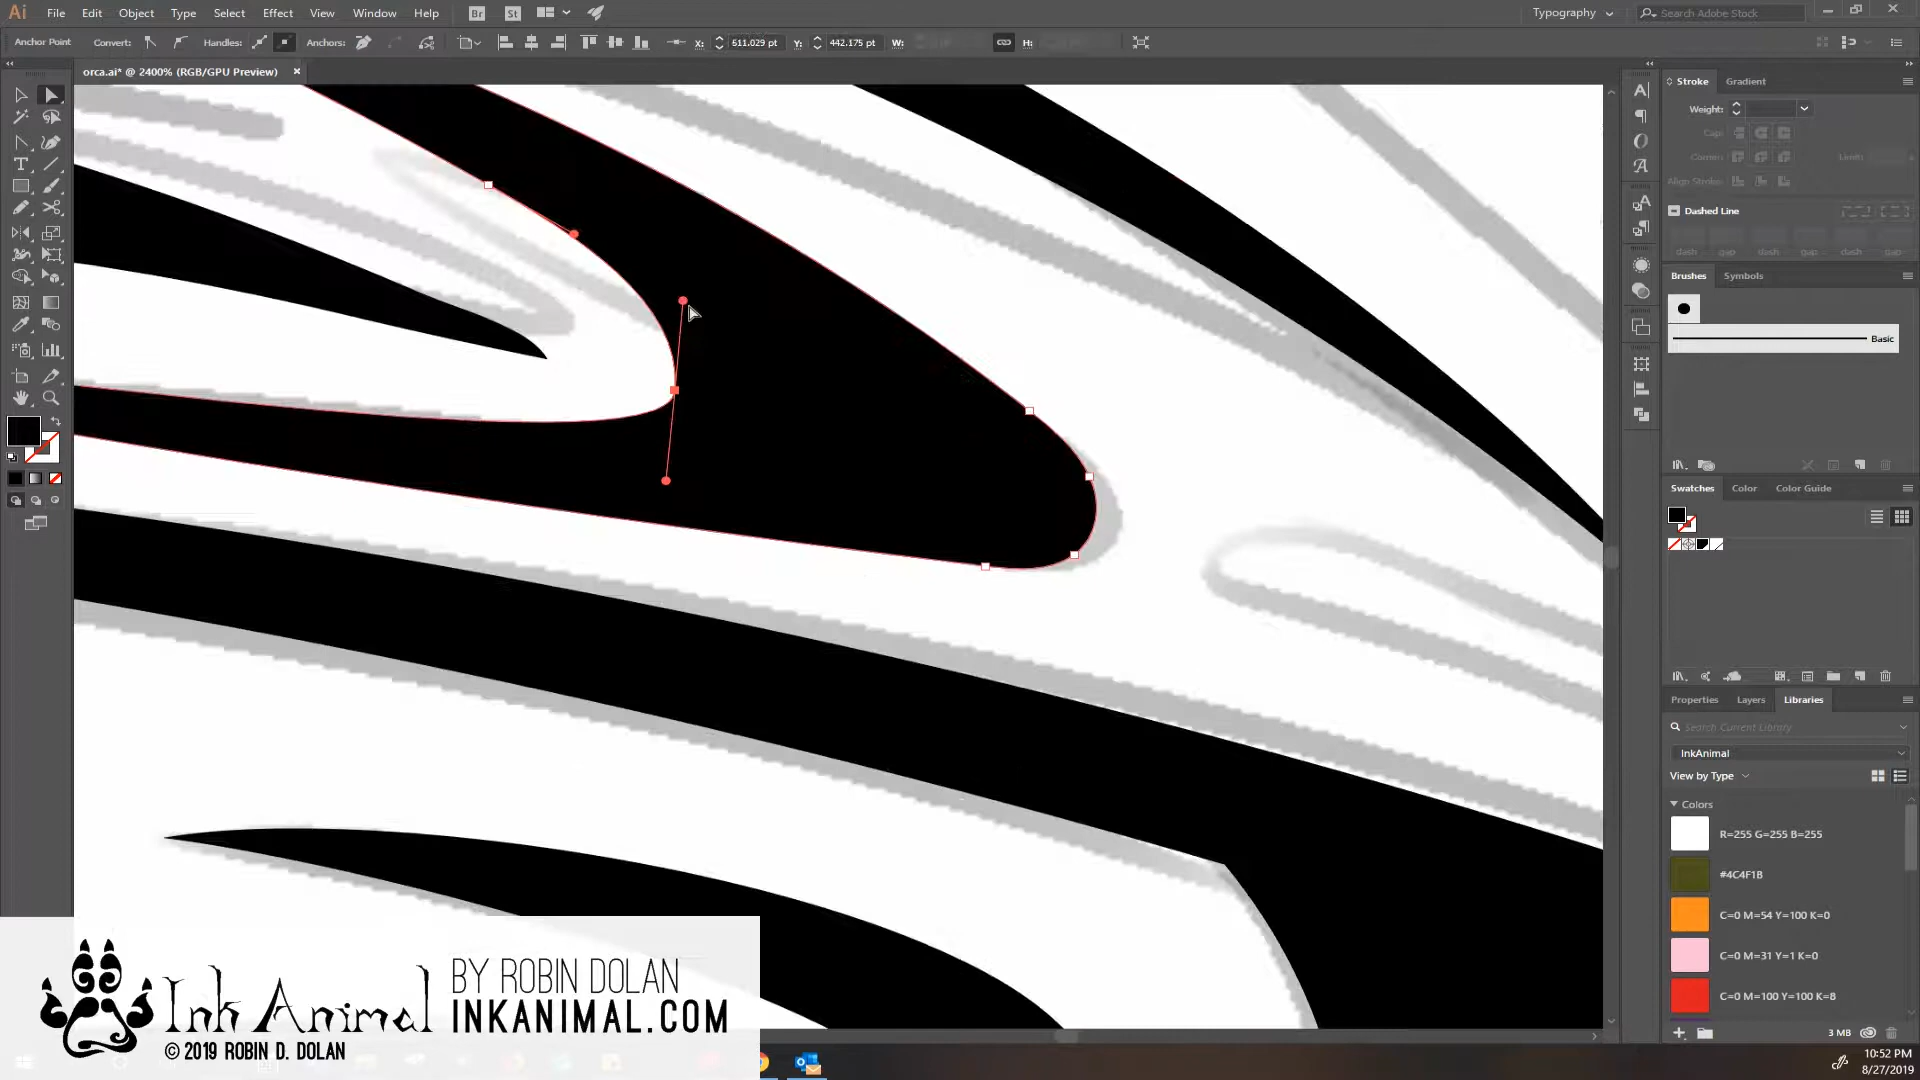 Ai File Edit Object Type Select Effect View Window Help Br St Typography Search Adobe Stock
Anchor Point Convert: Handles: Anchors: X: 511.029 pt Y: 442.175 pt W: H:
orca.ai* @ 2400% (RGB/GPU Preview)
Stroke Gradient
Weight:
Cap:
Corner: Limit:
Align Stroke:
Dashed Line
dash gap dash gap dash gap
Brushes Symbols
Basic
Swatches Color Color Guide
Properties Layers Libraries
Search Current Library
InkAnimal
View by Type
Colors
R=255 G=255 B=255
#4C4F1B
C=0 M=54 Y=100 K=0
C=0 M=31 Y=1 K=0
C=0 M=100 Y=100 K=8
3 MB
Ink Animal
© 2019 ROBIN D. DOLAN
BY ROBIN DOLAN
INKANIMAL.COM
10:52 PM
8/27/2019